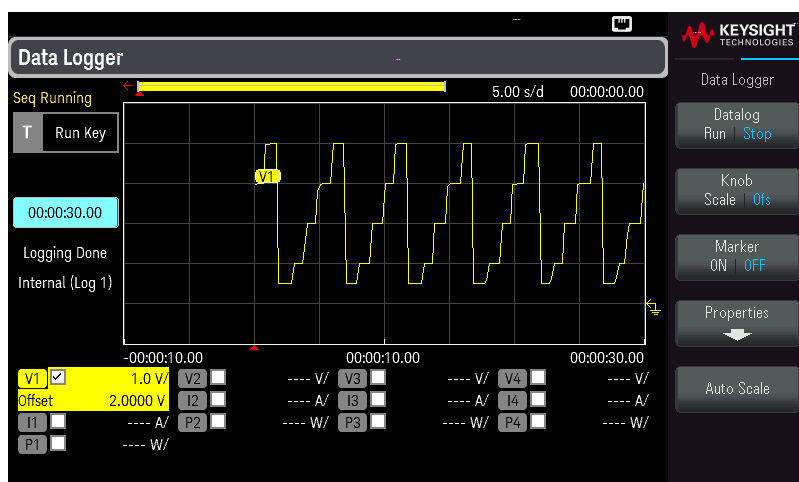 KEYSIGHT
TECHNOLOGIES
Data Logger
Data Logger
Seq Running
5.00 s/d 00:00:00.00
T Run Key
Datalog
Run | Stop
V1
Knob
Scale | Ofs
00:00:30.00
Logging Done
Internal (Log 1)
Marker
ON | OFF
Properties
-00:00:10.00 00:00:10.00 00:00:30.00
Auto Scale
V1 1.0 V/ V2 ---- V/ V3 ---- V/ V4 ---- V/
Offset 2.0000 V I2 ---- A/ I3 ---- A/ I4 ---- A/
I1 ---- A/ P2 ---- W/ P3 ---- W/ P4 ---- W/
P1 ---- W/